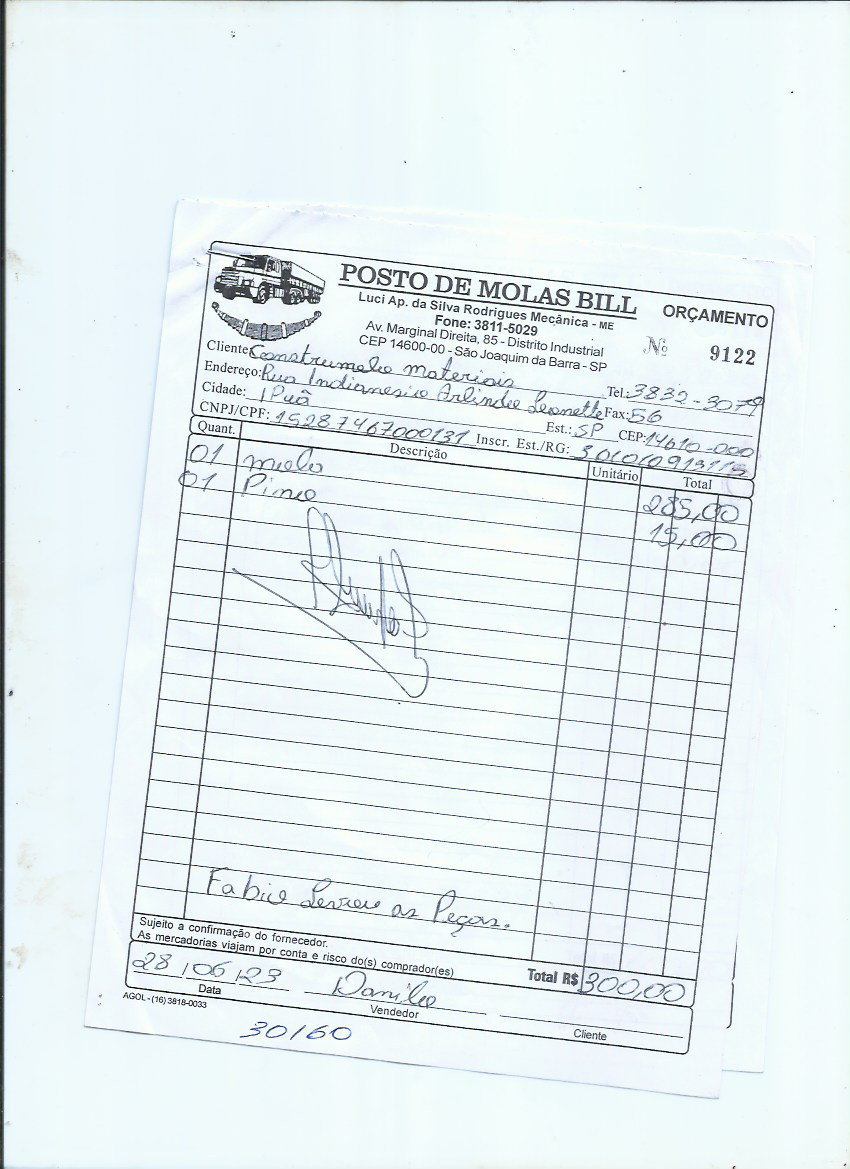 POSTO DE MOLAS BILL
ORÇAMENTO
Luci Ap. da Silva Rodrigues Mecânica - ME
Fone: 3811-5029
Av. Marginal Direita, 85 - Distrito Industrial
CEP 14600-00 - São Joaquim da Barra - SP
Nº 9122
Cliente: Construmelo materiais Tel.: 3832-3079
Endereço: Rua Arlindo Fax: 56
Cidade: Ipuã Est.: SP CEP: 14610-000
CNPJ/CPF: 15287467000131 Inscr. Est./RG:
Quant. Descrição Unitário Total
01 mola 285,00
01 Pino 15,00
Fabio Levou as Peças.
Sujeito a confirmação do fornecedor.
As mercadorias viajam por conta e risco do(s) comprador(es)
Total R$ 300,00
28/06/23 Danilo
Data Vendedor Cliente
AGOL - (16) 3818-0033
30/60